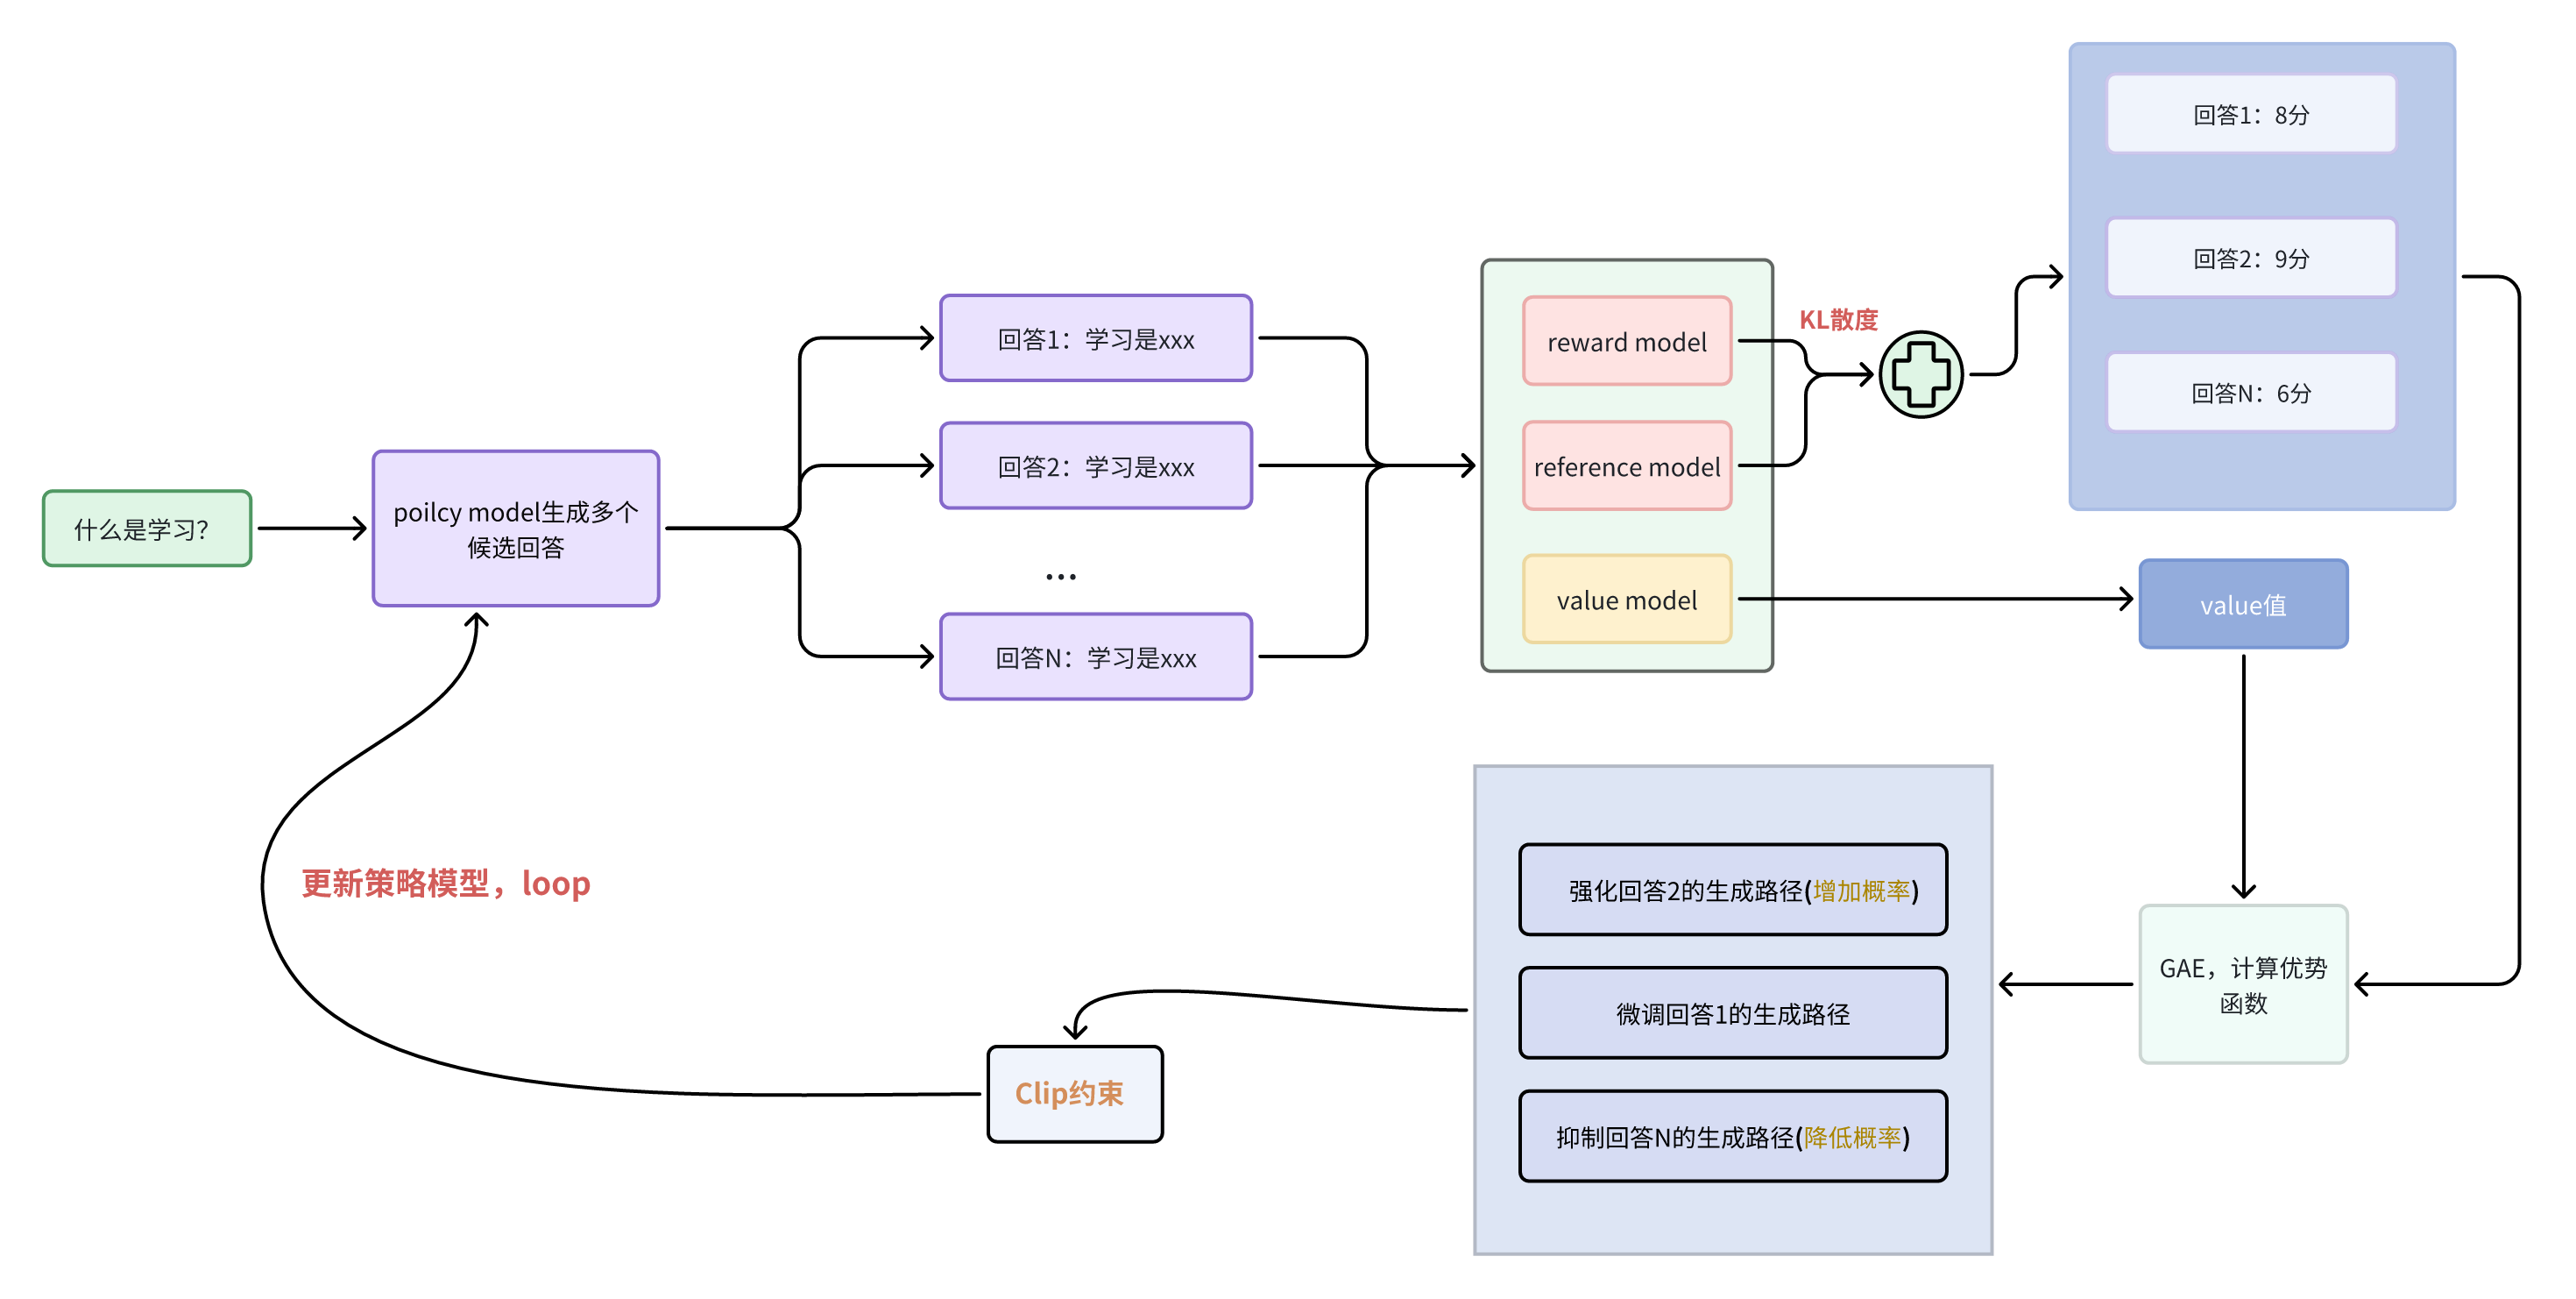 什么是学习？
poilcy model生成多个
候选回答
回答1：学习是xxx
回答2：学习是xxx
...
回答N：学习是xxx
reward model
reference model
value model
KL散度
回答1：8分
回答2：9分
回答N：6分
value值
GAE，计算优势
函数
强化回答2的生成路径(增加概率)
微调回答1的生成路径
抑制回答N的生成路径(降低概率)
Clip约束
更新策略模型，loop